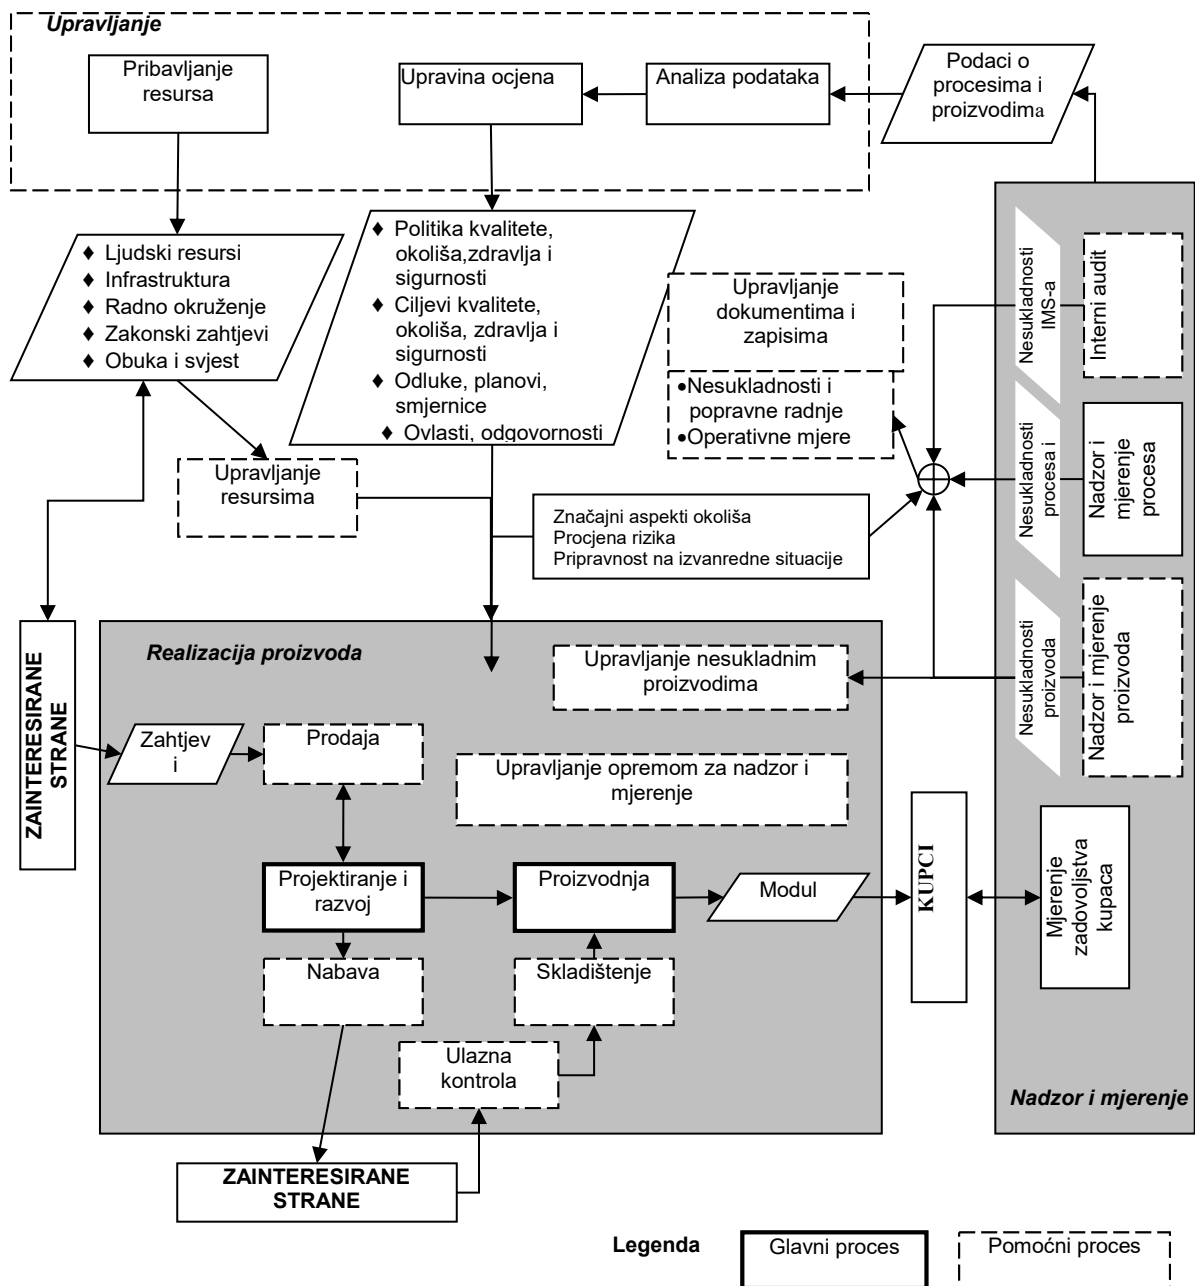 Upravljanje
Pribavljanje
resursa
Upravina ocjena
Analiza podataka
Podaci o
procesima i
proizvodima
♦ Ljudski resursi
♦ Infrastruktura
♦ Radno okruženje
♦ Zakonski zahtjevi
♦ Obuka i svjest
♦ Politika kvalitete,
okoliša,zdravlja i
sigurnosti
♦ Ciljevi kvalitete,
okoliša, zdravlja i
sigurnosti
♦ Odluke, planovi,
smjernice
♦ Ovlasti, odgovornosti
Upravljanje
dokumentima i
zapisima
•Nesukladnosti i
popravne radnje
•Operativne mjere
Nesukladnosti
IMS-a
Interni audit
Nesukladnosti
procesa i
Nadzor i
mjerenje
procesa
Nesukladnosti
proizvoda
Nadzor i mjerenje
proizvoda
Upravljanje
resursima
Značajni aspekti okoliša
Procjena rizika
Pripravnost na izvanredne situacije
ZAINTERESIRANE
STRANE
Realizacija proizvoda
Upravljanje nesukladnim
proizvodima
Zahtjev
i
Prodaja
Upravljanje opremom za nadzor i
mjerenje
Projektiranje i
razvoj
Proizvodnja
Modul
KUPCI
Mjerenje
zadovoljstva
kupaca
Nabava
Skladištenje
Ulazna
kontrola
Nadzor i mjerenje
ZAINTERESIRANE
STRANE
Legenda
Glavni proces
Pomoćni proces